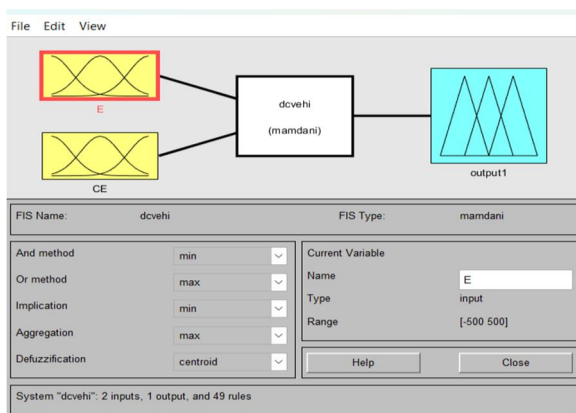 File Edit View
E
CE
dcvehi
(mamdani)
output1
FIS Name: dcvehi FIS Type: mamdani
And method min
Or method max
Implication min
Aggregation max
Defuzzification centroid
Current Variable
Name E
Type input
Range [-500 500]
Help Close
System "dcvehi": 2 inputs, 1 output, and 49 rules